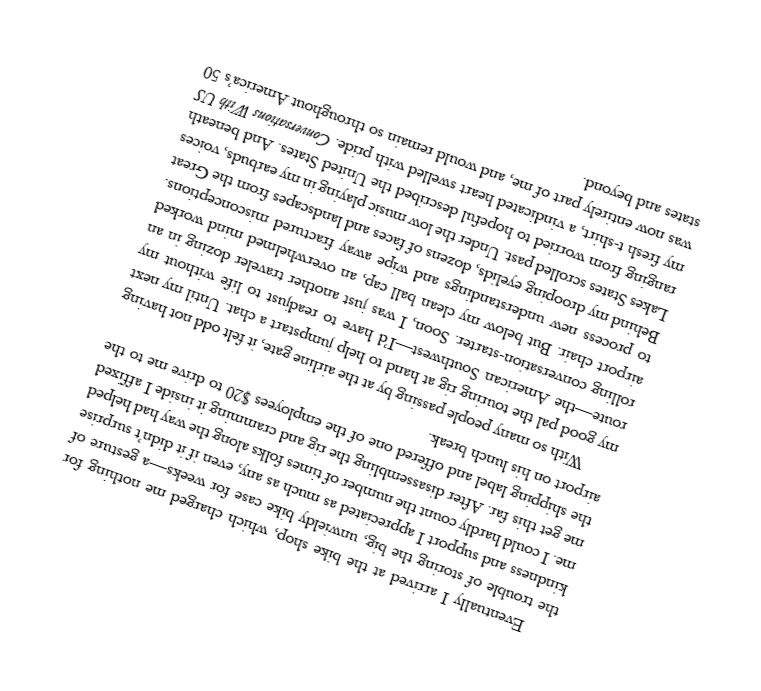 Eventually I arrived at the bike shop, which charged me nothing for
the trouble of storing the big, unwieldy bike case for weeks—a gesture of
kindness and support I appreciated as much as any, even if it didn't surprise
me. I could hardly count the number of times folks along the way had helped
me get this far. After disassembling the rig and cramming it inside I affixed
the shipping label and offered one of the employees $20 to drive me to the
airport on his lunch break.
With so many people passing by at the airline gate, it felt odd not having
my good pal the touring rig at hand to help jumpstart a chat. Until my next
route—the American Southwest—I'd have to readjust to life without my
rolling conversation-starter. Soon, I was just another traveler dozing in an
airport chair. But below my clean ball cap, an overwhelmed mind worked
to process new understandings and wipe away fractured misconceptions.
Behind my drooping eyelids, dozens of faces and landscapes from the Great
Lakes States scrolled past. Under the low music playing in my earbuds, voices
ranging from worried to hopeful described the United States. And beneath
my fresh t-shirt, a vindicated heart swelled with pride. Conversations With US
was now entirely part of me, and would remain so throughout America's 50
states and beyond.